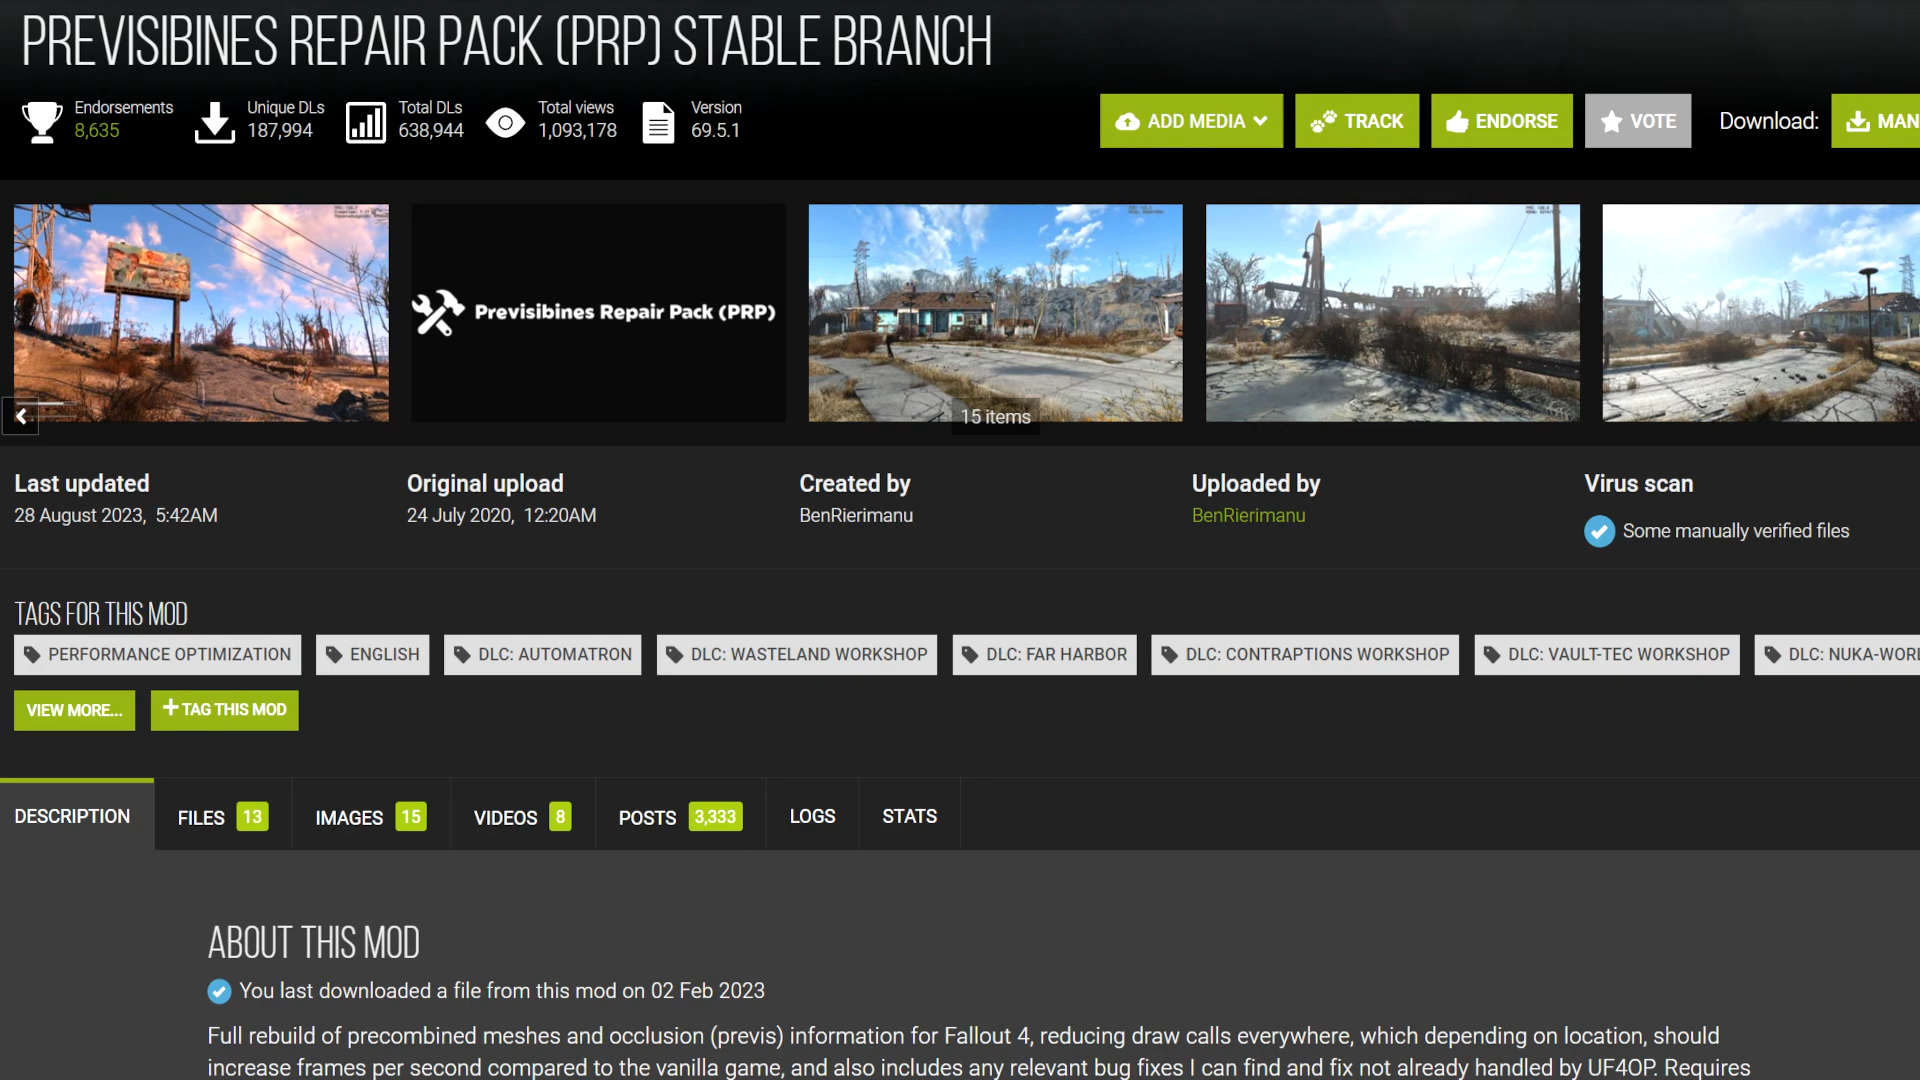 PREVISIBINES REPAIR PACK (PRP) STABLE BRANCH
Endorsements
8,635
Unique DLs
187,994
Total DLs
638,944
Total views
1,093,178
Version
69.5.1
ADD MEDIA
TRACK
ENDORSE
VOTE
Download:
MAN
Previsibines Repair Pack (PRP)
15 items
Last updated
28 August 2023, 5:42AM
Original upload
24 July 2020, 12:20AM
Created by
BenRierimanu
Uploaded by
BenRierimanu
Virus scan
Some manually verified files
TAGS FOR THIS MOD
PERFORMANCE OPTIMIZATION
ENGLISH
DLC: AUTOMATRON
DLC: WASTELAND WORKSHOP
DLC: FAR HARBOR
DLC: CONTRAPTIONS WORKSHOP
DLC: VAULT-TEC WORKSHOP
DLC: NUKA-WORL
VIEW MORE...
TAG THIS MOD
DESCRIPTION
FILES 13
IMAGES 15
VIDEOS 8
POSTS 3,333
LOGS
STATS
ABOUT THIS MOD
You last downloaded a file from this mod on 02 Feb 2023
Full rebuild of precombined meshes and occlusion (previs) information for Fallout 4, reducing draw calls everywhere, which depending on location, should
increase frames per second compared to the vanilla game, and also includes any relevant bug fixes I can find and fix not already handled by UF4OP. Requires